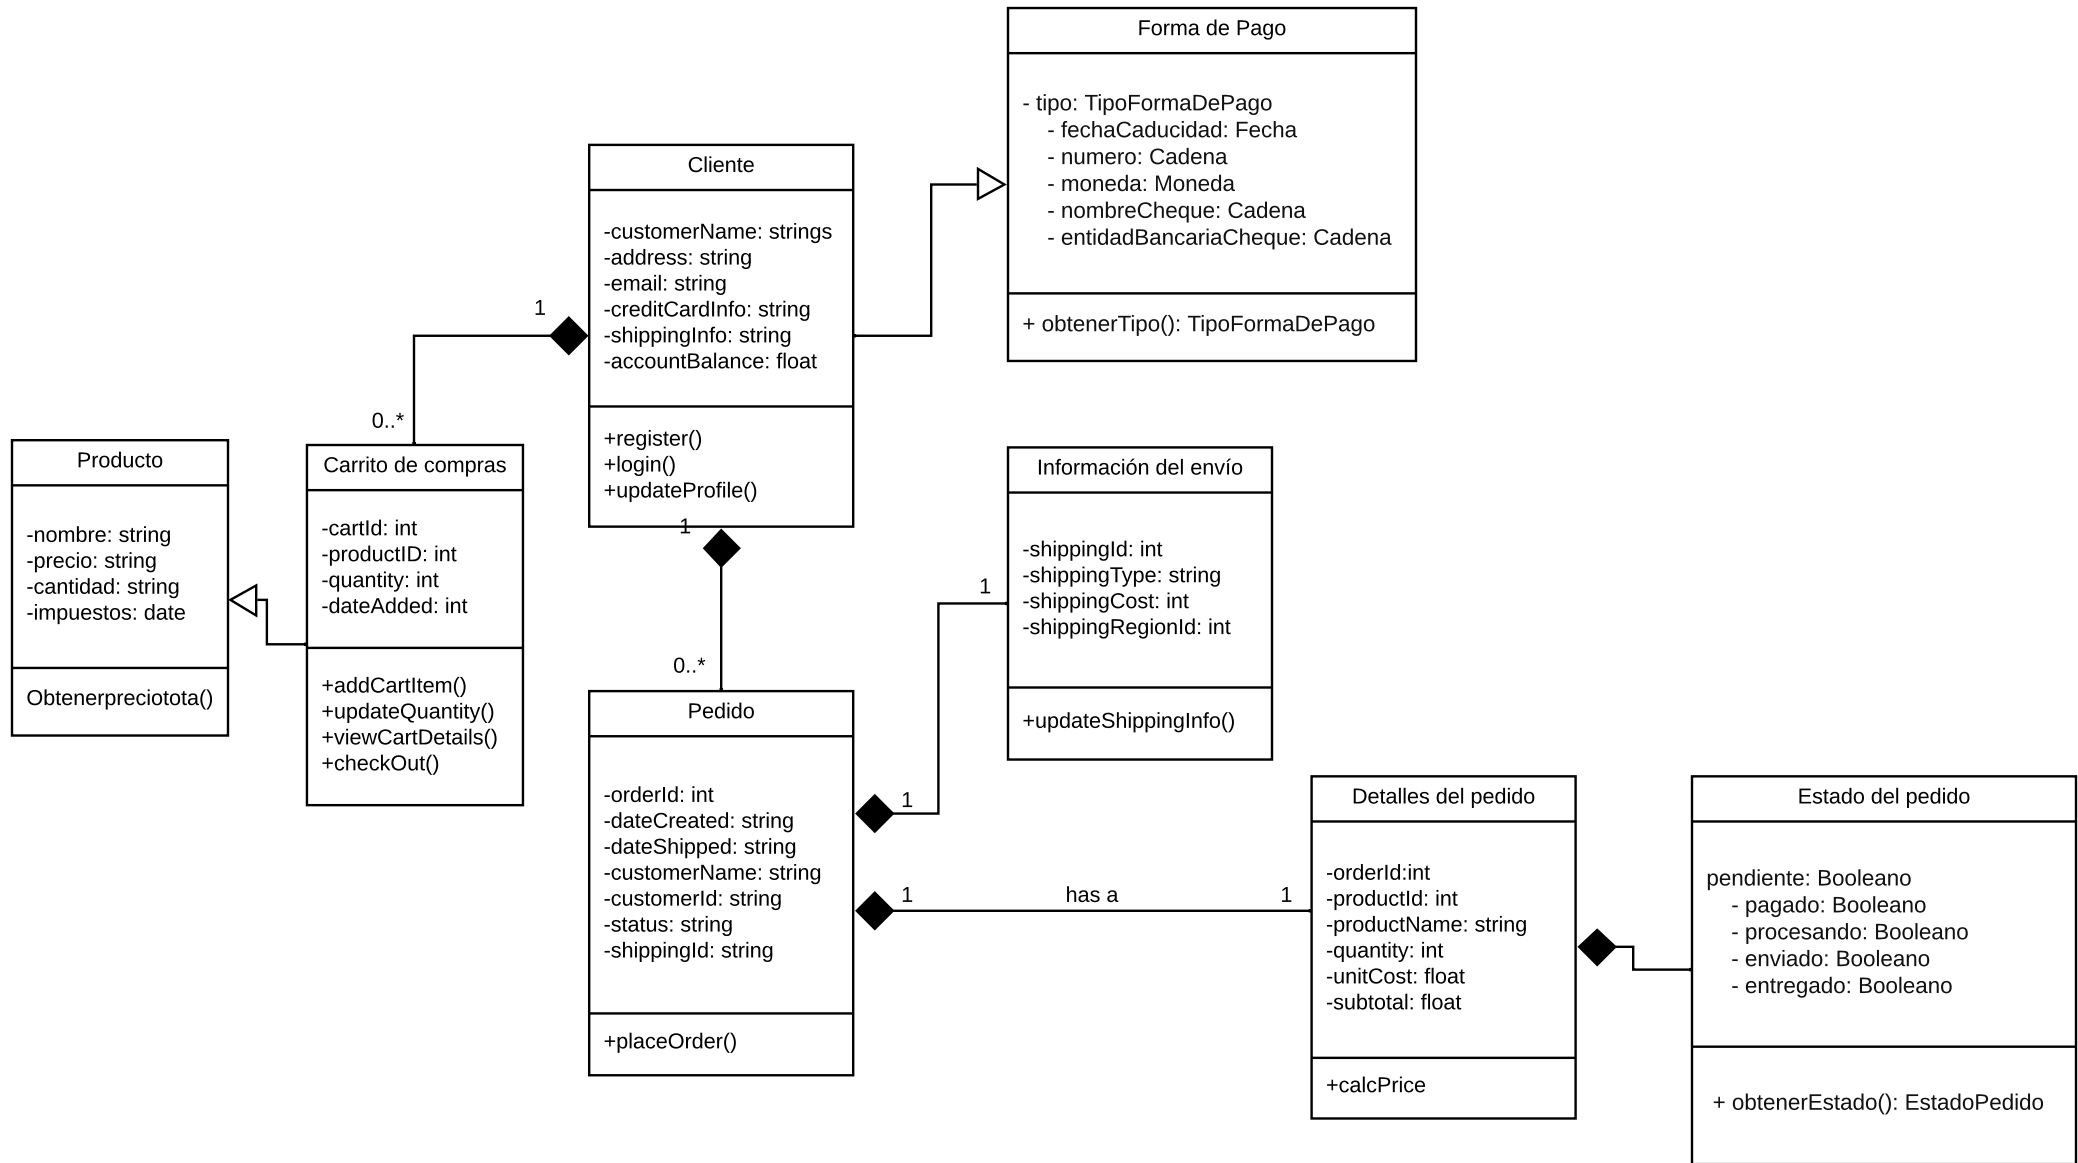 Forma de Pago
- tipo: TipoFormaDePago
- fechaCaducidad: Fecha
- numero: Cadena
- moneda: Moneda
- nombreCheque: Cadena
- entidadBancariaCheque: Cadena
+ obtenerTipo(): TipoFormaDePago
Cliente
-customerName: strings
-address: string
-email: string
-creditCardInfo: string
-shippingInfo: string
-accountBalance: float
+register()
+login()
+updateProfile()
1
0..*
1
0..*
Producto
-nombre: string
-precio: string
-cantidad: string
-impuestos: date
Obtenerpreciotota()
Carrito de compras
-cartId: int
-productID: int
-quantity: int
-dateAdded: int
+addCartItem()
+updateQuantity()
+viewCartDetails()
+checkOut()
Información del envío
-shippingId: int
-shippingType: string
-shippingCost: int
-shippingRegionId: int
+updateShippingInfo()
1
1
Pedido
-orderId: int
-dateCreated: string
-dateShipped: string
-customerName: string
-customerId: string
-status: string
-shippingId: string
+placeOrder()
1
has a
1
Detalles del pedido
-orderId:int
-productId: int
-productName: string
-quantity: int
-unitCost: float
-subtotal: float
+calcPrice
Estado del pedido
pendiente: Booleano
- pagado: Booleano
- procesando: Booleano
- enviado: Booleano
- entregado: Booleano
+ obtenerEstado(): EstadoPedido